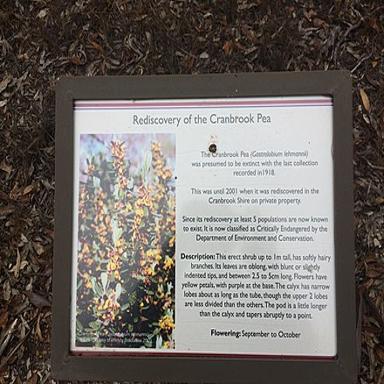 Rediscovery of the Cranbrook Pea
The Cranbrook Pea (Gastrolobium lehmannii)
was presumed to be extinct with the last collection
recorded in1918.
This was until 2001 when it was rediscovered in the
Cranbrook Shire on private property.
Since its rediscovery at least 5 populations are now known
to exist. It is now classified as Critically Endangered by the
Department of Environment and Conservation.
Description: This erect shrub up to 1m tall, has softly hairy
branches. Its leaves are oblong, with blunt or slightly
indented tips, and between 2.5 to 5cm long. Flowers have
yellow petals, with purple at the base. The calyx has narrow
lobes about as long as the tube, though the upper 2 lobes
are less divided than the others. The pod is a little longer
than the calyx and tapers abruptly to a point.
Flowering: September to October